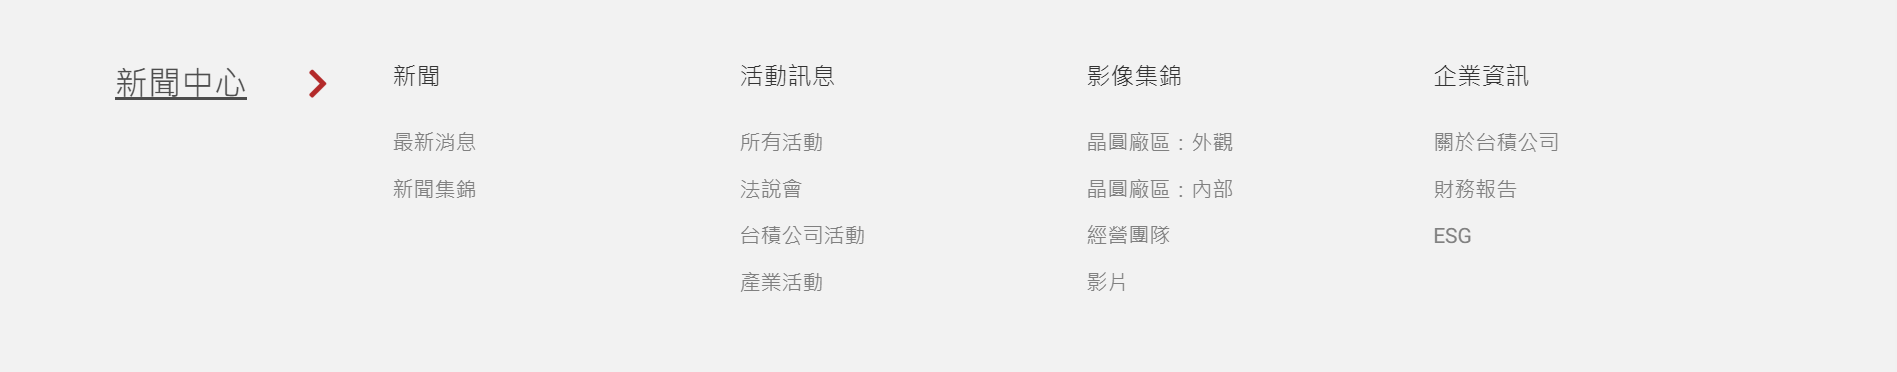 新聞中心
新聞
最新消息
新聞集錦
活動訊息
所有活動
法說會
台積公司活動
產業活動
影像集錦
晶圓廠區：外觀
晶圓廠區：內部
經營團隊
影片
企業資訊
關於台積公司
財務報告
ESG